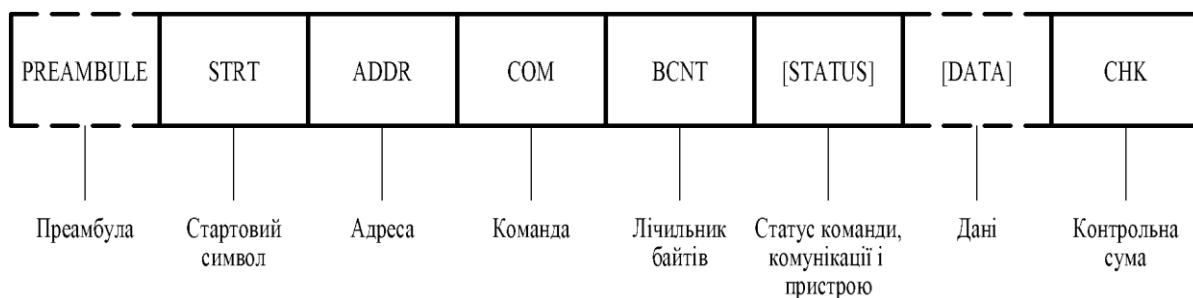 PREAMBULE STRT ADDR COM BCNT [STATUS] [DATA] CHK
Преамбула Стартовий Адреса Команда Лічильник Статус команди, Дані Контрольна
символ байтів комунікації і сума
пристрою